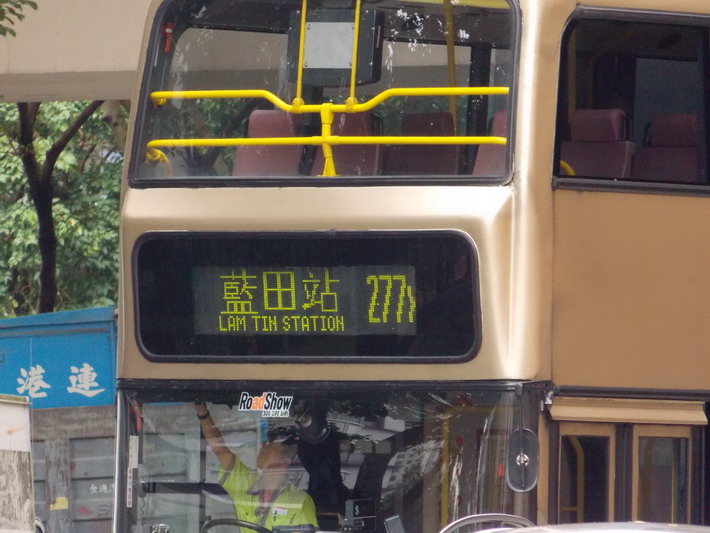 藍田站 277X
LAM TIN STATION
RoadShow
港 連